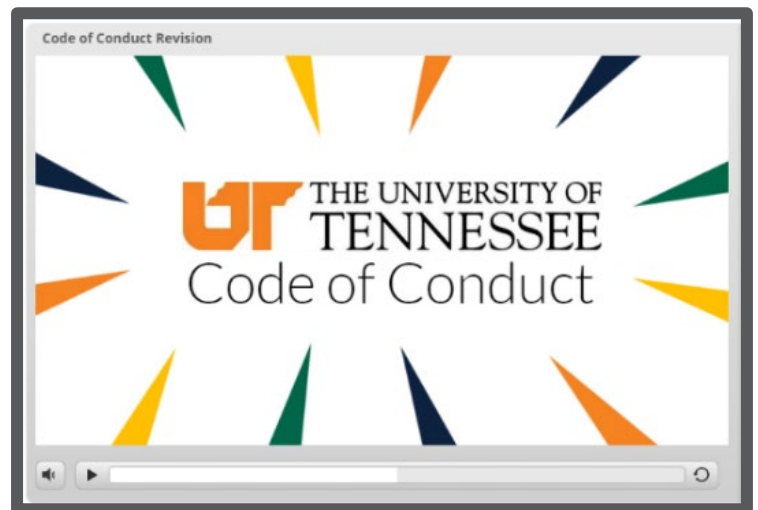 Code of Conduct Revision
UT THE UNIVERSITY OF
TENNESSEE
Code of Conduct